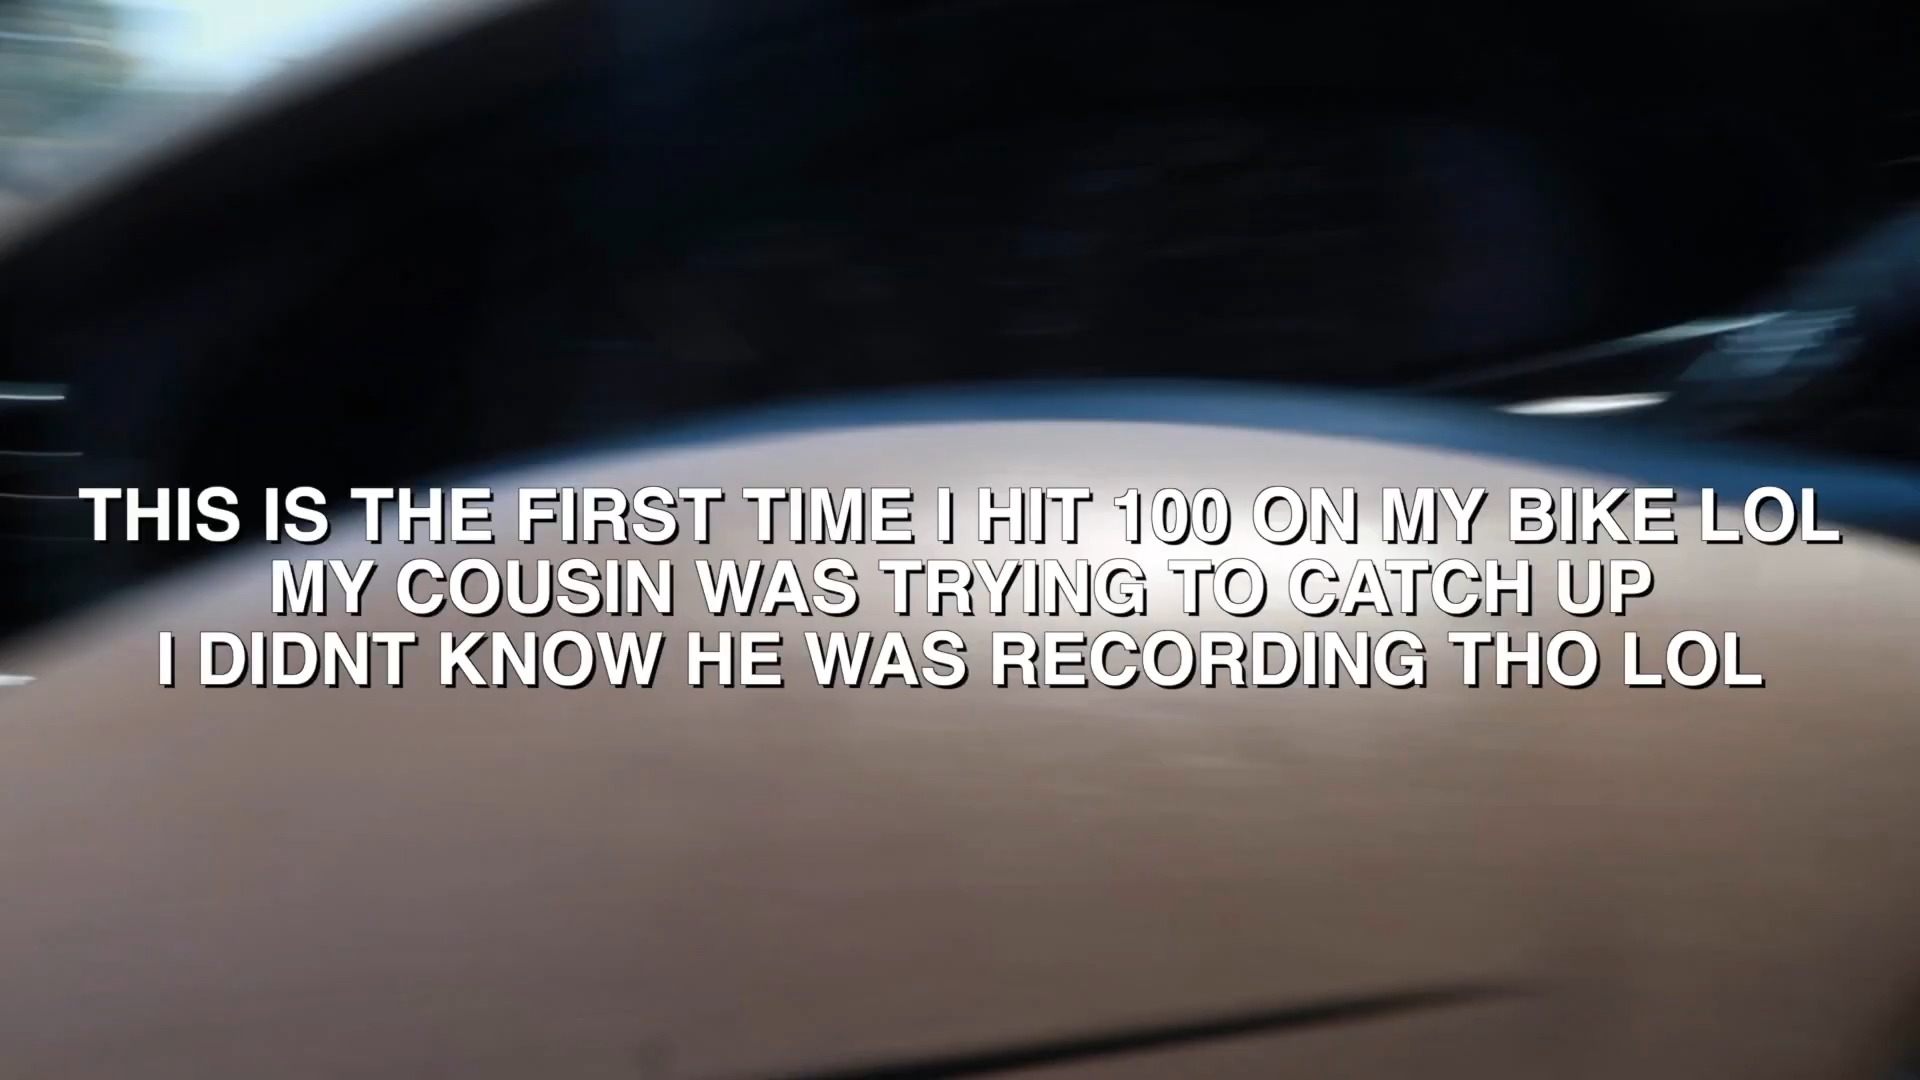 THIS IS THE FIRST TIME I HIT 100 ON MY BIKE LOL
MY COUSIN WAS TRYING TO CATCH UP
I DIDNT KNOW HE WAS RECORDING THO LOL